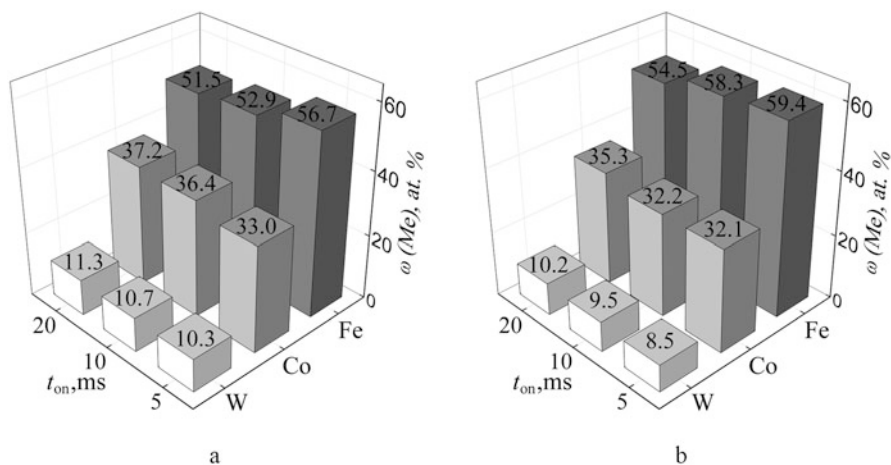 51.5
52.9
56.7
37.2
36.4
33.0
11.3
10.7
10.3
60
40
20
0
ω (Me), at. %
20
10
5
t_on,ms
W
Co
Fe
a
54.5
58.3
59.4
35.3
32.2
32.1
10.2
9.5
8.5
60
40
20
0
ω (Me), at. %
20
10
5
t_on,ms
W
Co
Fe
b